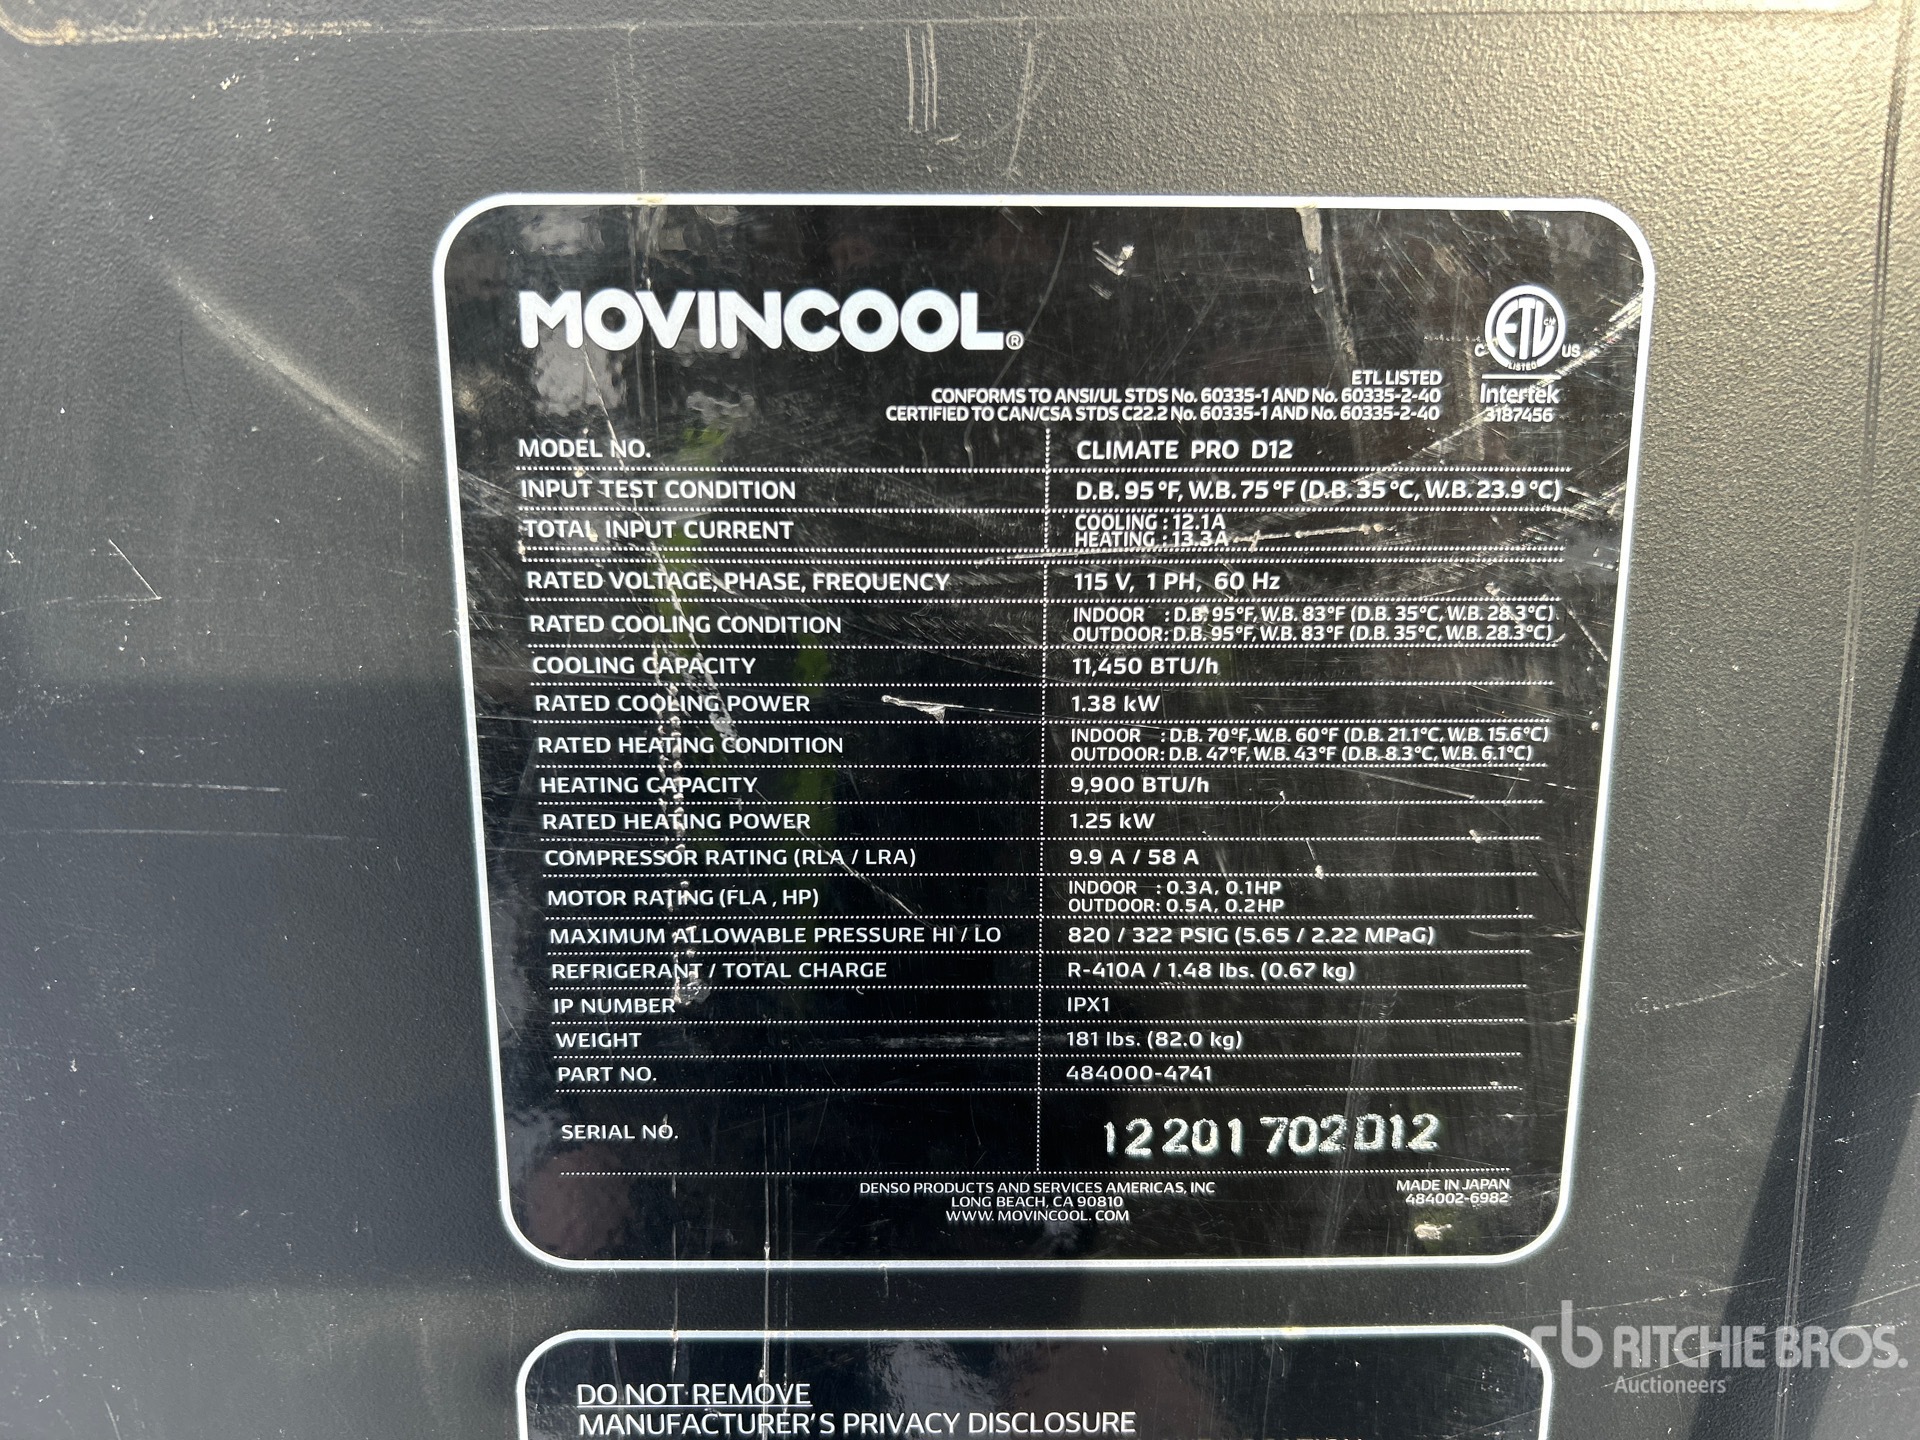 MOVINCOOL®
C ETL CM US
LISTED
Intertek
3187456
ETL LISTED
CONFORMS TO ANSI/UL STDS No. 60335-1 AND No. 60335-2-40
CERTIFIED TO CAN/CSA STDS C22.2 No. 60335-1 AND No. 60335-2-40
MODEL NO. CLIMATE PRO D12
INPUT TEST CONDITION D.B. 95 °F, W.B. 75 °F (D.B. 35 °C, W.B. 23.9 °C)
TOTAL INPUT CURRENT COOLING : 12.1A
HEATING : 13.3A
RATED VOLTAGE, PHASE, FREQUENCY 115 V, 1 PH, 60 Hz
RATED COOLING CONDITION INDOOR : D.B. 95°F, W.B. 83°F (D.B. 35°C, W.B. 28.3°C)
OUTDOOR: D.B. 95°F, W.B. 83°F (D.B. 35°C, W.B. 28.3°C)
COOLING CAPACITY 11,450 BTU/h
RATED COOLING POWER 1.38 kW
RATED HEATING CONDITION INDOOR : D.B. 70°F, W.B. 60°F (D.B. 21.1°C, W.B. 15.6°C)
OUTDOOR: D.B. 47°F, W.B. 43°F (D.B. 8.3°C, W.B. 6.1°C)
HEATING CAPACITY 9,900 BTU/h
RATED HEATING POWER 1.25 kW
COMPRESSOR RATING (RLA / LRA) 9.9 A / 58 A
MOTOR RATING (FLA , HP) INDOOR : 0.3A, 0.1HP
OUTDOOR: 0.5A, 0.2HP
MAXIMUM ALLOWABLE PRESSURE HI / LO 820 / 322 PSIG (5.65 / 2.22 MPaG)
REFRIGERANT / TOTAL CHARGE R-410A / 1.48 lbs. (0.67 kg)
IP NUMBER IPX1
WEIGHT 181 lbs. (82.0 kg)
PART NO. 484000-4741
SERIAL NO. 12201702D12
DENSO PRODUCTS AND SERVICES AMERICAS, INC
LONG BEACH, CA 90810
WWW. MOVINCOOL. COM
MADE IN JAPAN
484002-6982
DO NOT REMOVE
MANUFACTURER'S PRIVACY DISCLOSURE
rb RITCHIE BROS.
Auctioneers